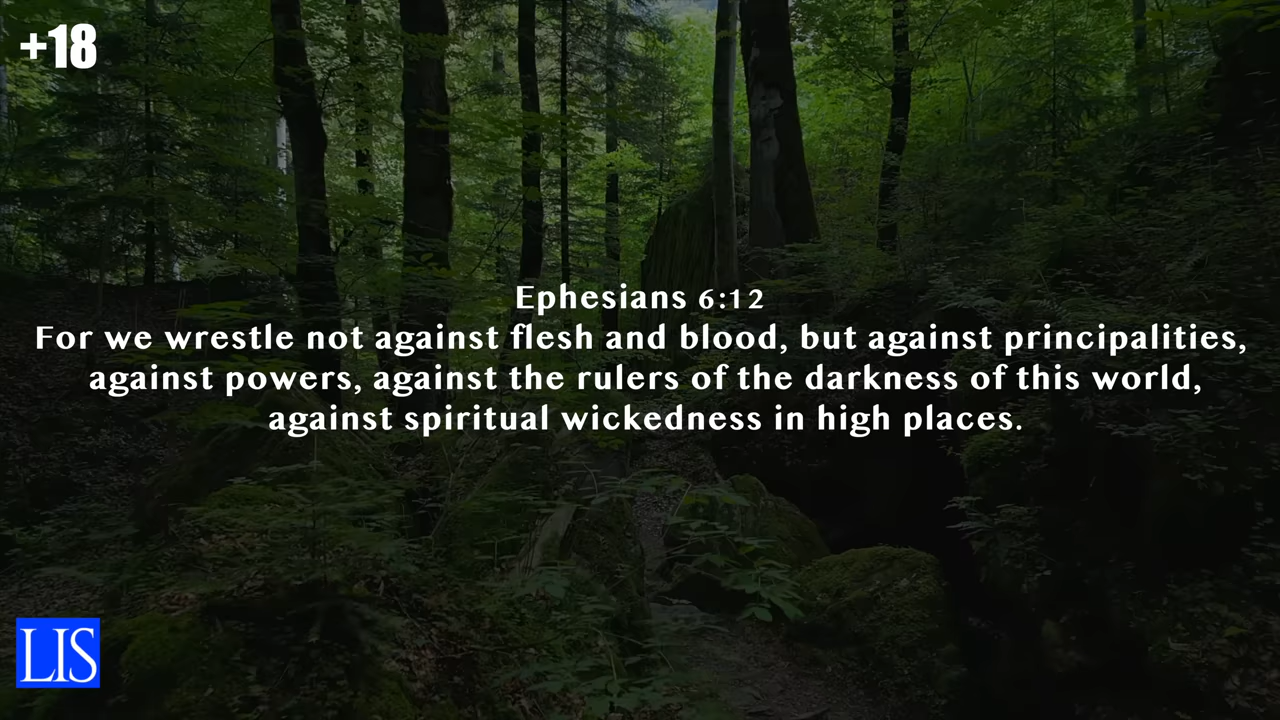 +18
Ephesians 6:12
For we wrestle not against flesh and blood, but against principalities,
against powers, against the rulers of the darkness of this world,
against spiritual wickedness in high places.
LIS